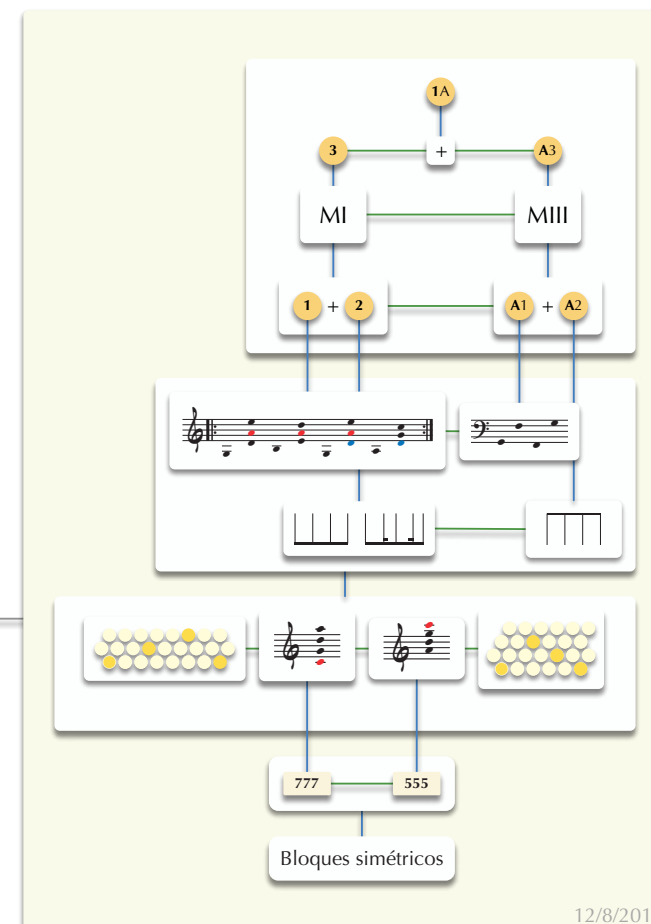 1A
3 + A3
MI MIII
1 + 2 A1 + A2
777 555
Bloques simétricos
12/8/201